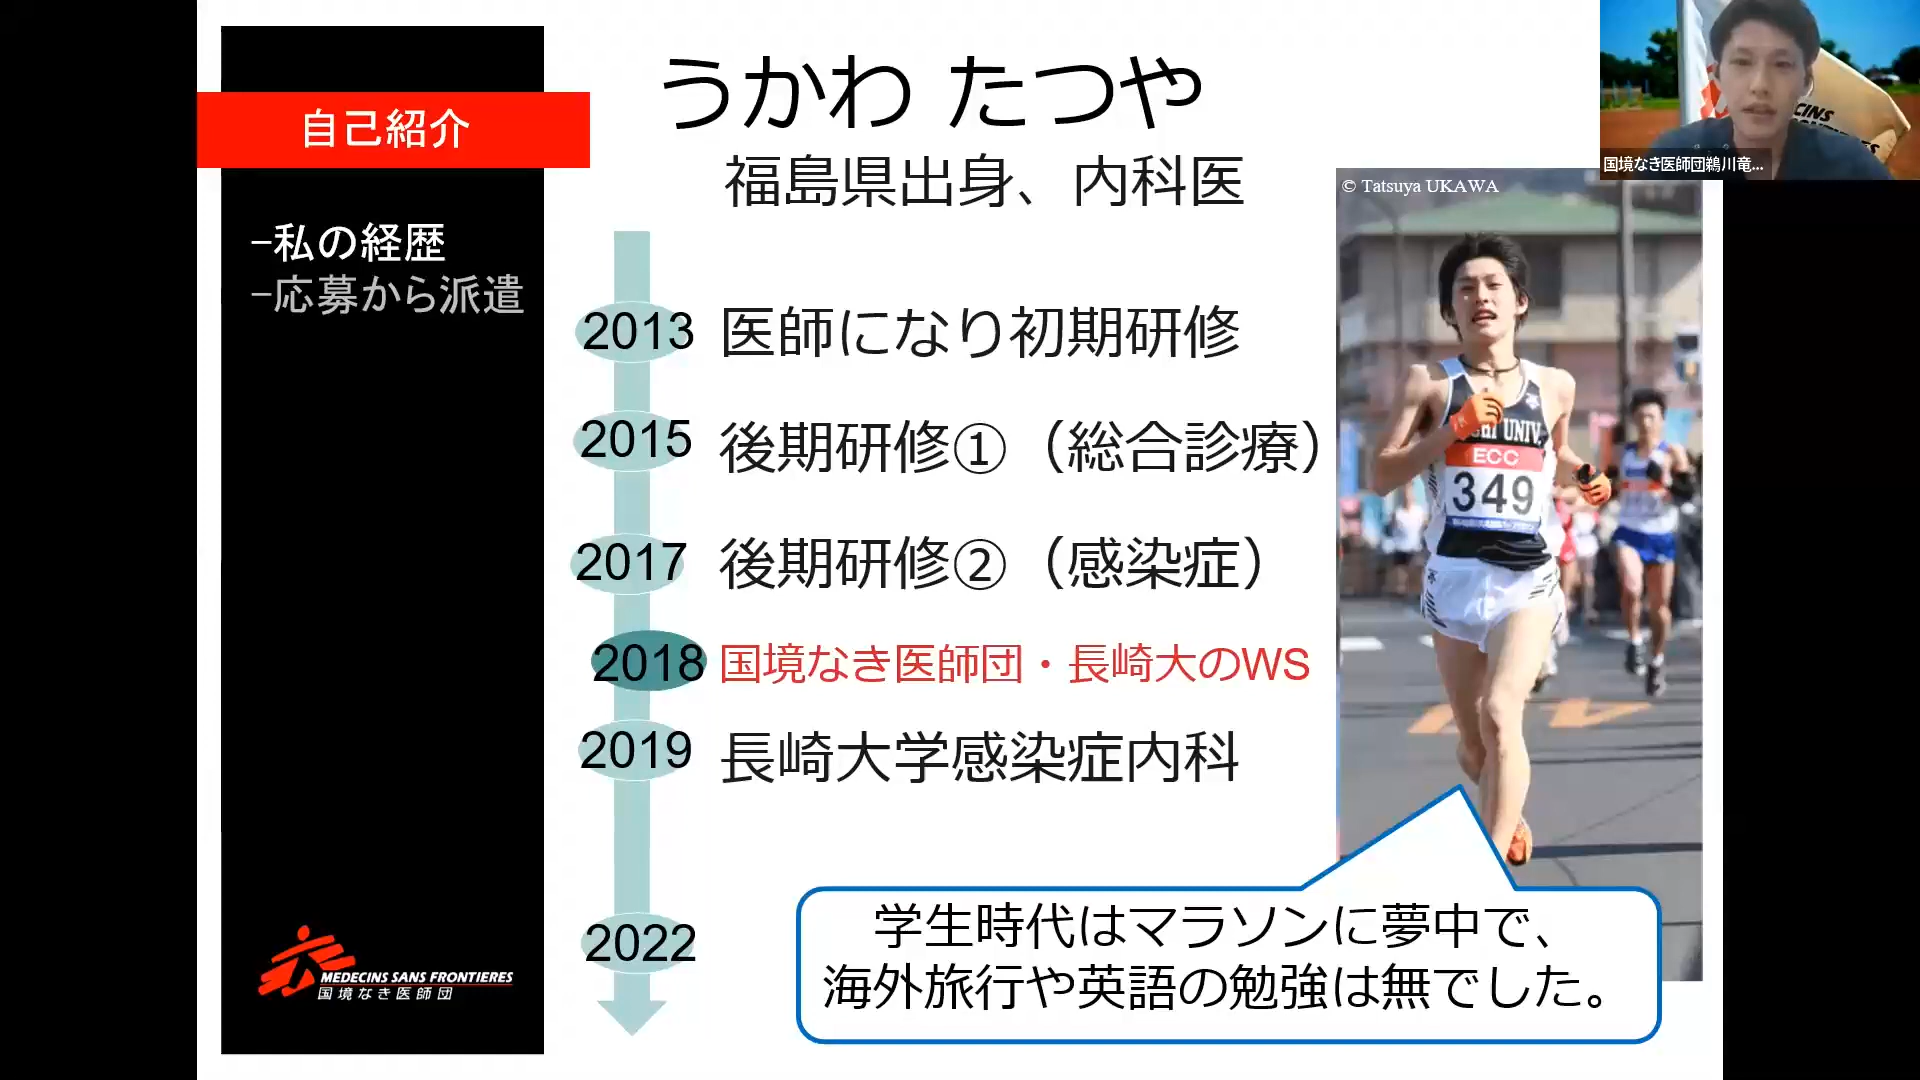 自己紹介
-私の経歴
-応募から派遣
うかわ たつや
福島県出身、内科医
2013 医師になり初期研修
2015 後期研修①（総合診療）
2017 後期研修②（感染症）
2018 国境なき医師団・長崎大のWS
2019 長崎大学感染症内科
2022
学生時代はマラソンに夢中で、
海外旅行や英語の勉強は無でした。
© Tatsuya UKAWA
UNIV.
ECC
349
CINS
国境なき医師団鵜川竜...
MEDECINS SANS FRONTIERES
国境なき医師団